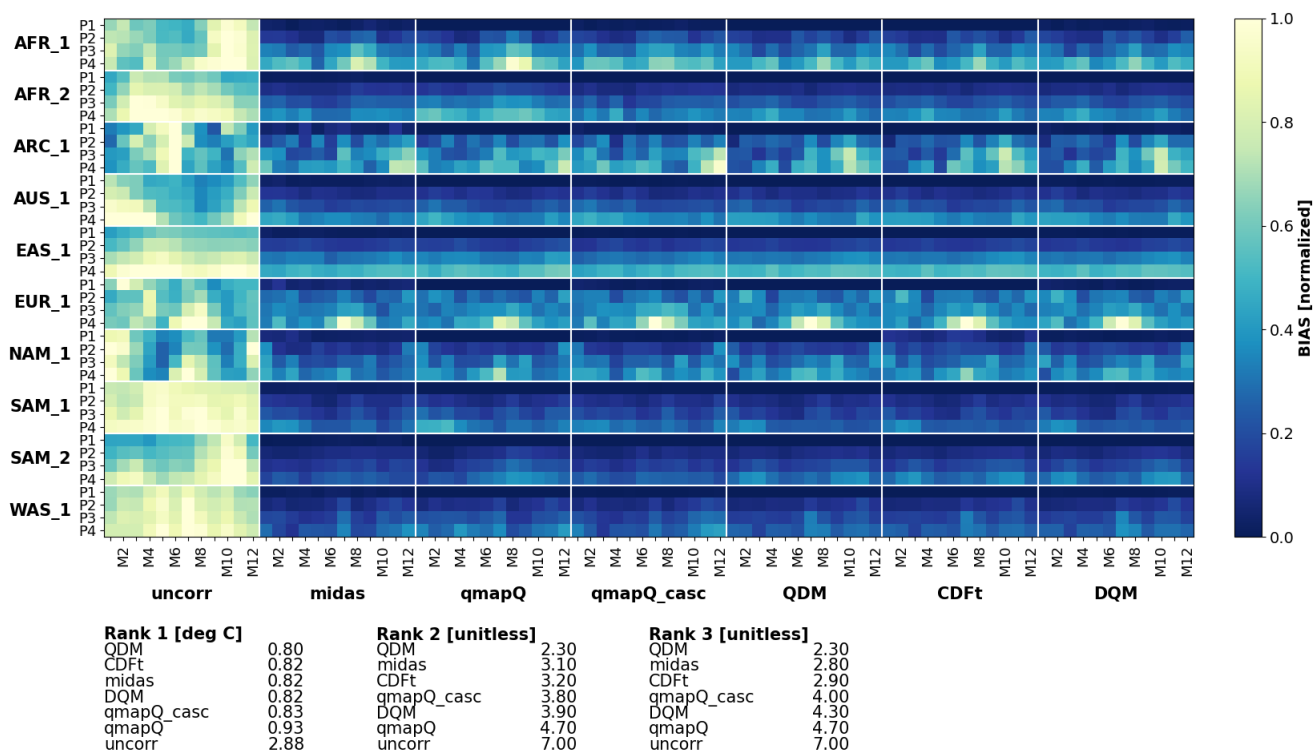 AFR_1 P1 P2 P3 P4
AFR_2 P1 P2 P3 P4
ARC_1 P1 P2 P3 P4
AUS_1 P1 P2 P3 P4
EAS_1 P1 P2 P3 P4
EUR_1 P1 P2 P3 P4
NAM_1 P1 P2 P3 P4
SAM_1 P1 P2 P3 P4
SAM_2 P1 P2 P3 P4
WAS_1 P1 P2 P3 P4
M2 M4 M6 M8 M10 M12 M2 M4 M6 M8 M10 M12 M2 M4 M6 M8 M10 M12 M2 M4 M6 M8 M10 M12 M2 M4 M6 M8 M10 M12 M2 M4 M6 M8 M10 M12 M2 M4 M6 M8 M10 M12
uncorr midas qmapQ qmapQ_casc QDM CDFt DQM
1.0
0.8
0.6
0.4
0.2
0.0
BIAS [normalized]
Rank 1 [deg C]
QDM 0.80
CDFt 0.82
midas 0.82
DQM 0.82
qmapQ_casc 0.83
qmapQ 0.93
uncorr 2.88
Rank 2 [unitless]
QDM 2.30
midas 3.10
CDFt 3.20
qmapQ_casc 3.80
DQM 3.90
qmapQ 4.70
uncorr 7.00
Rank 3 [unitless]
QDM 2.30
midas 2.80
CDFt 2.90
qmapQ_casc 4.00
DQM 4.30
qmapQ 4.70
uncorr 7.00